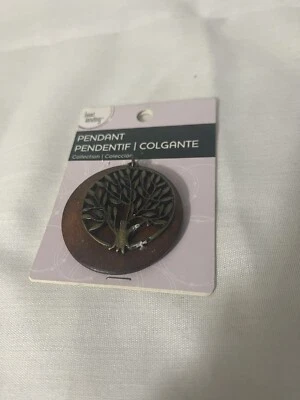 PENDANT
PENDENTIF | COLGANTE
Collection | Colección